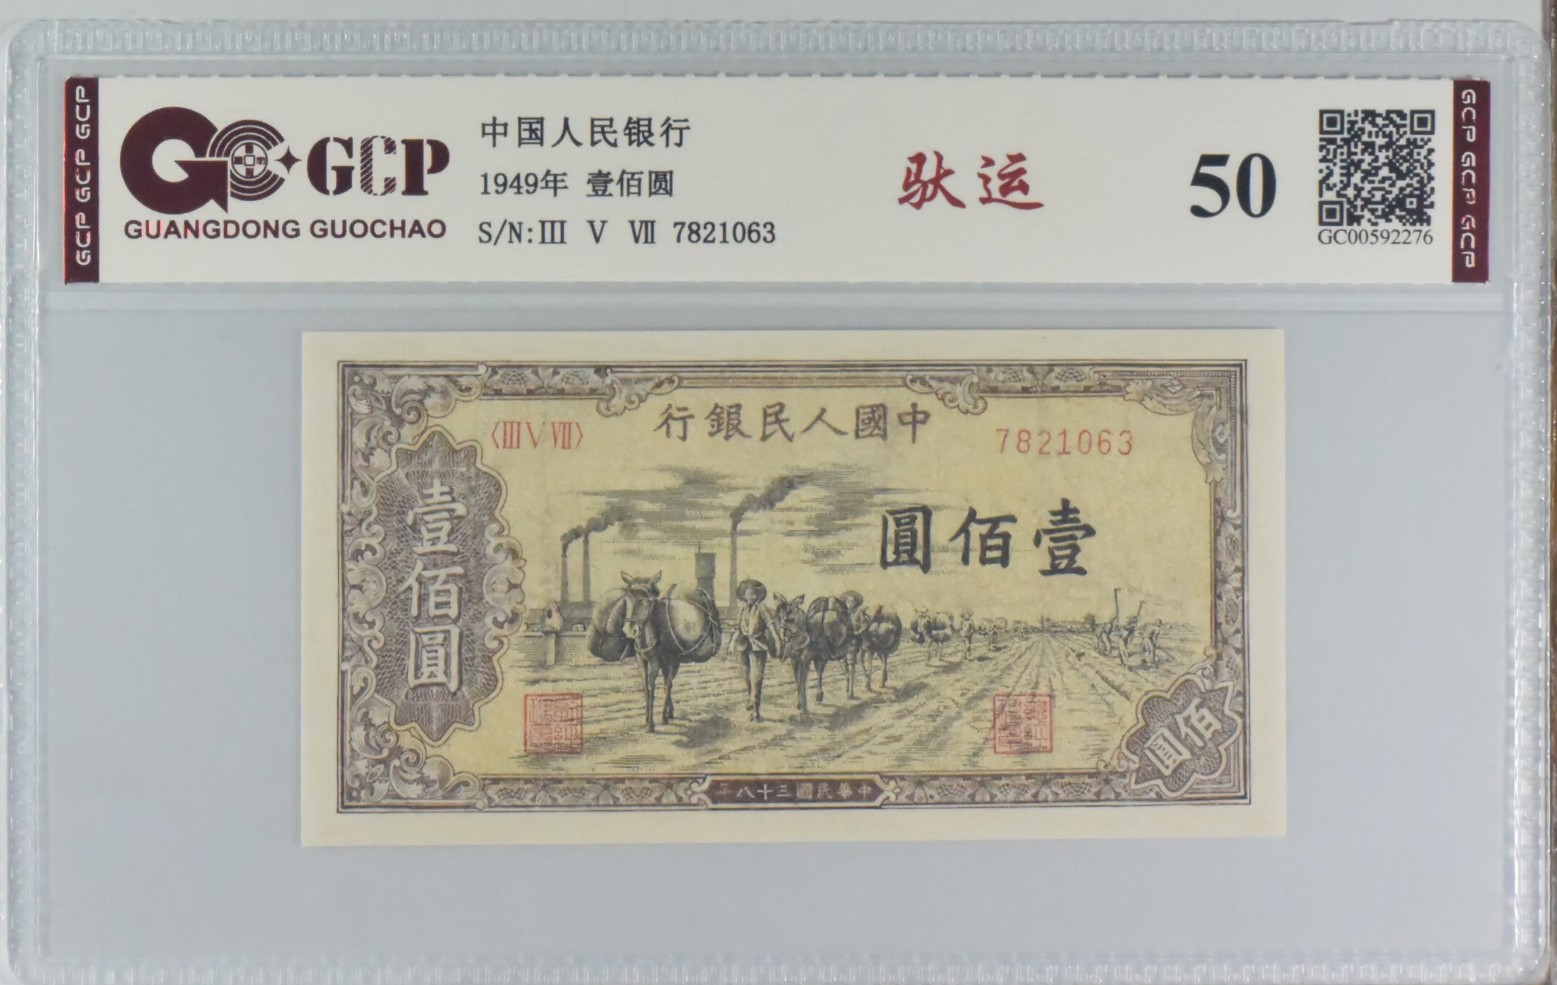 GCP GCP GCP
GCP
GUANGDONG GUOCHAO
中国人民银行
1949年 壹佰圆
S/N:Ⅲ Ⅴ Ⅶ 7821063
驮运
50
GC00592276
GCP GCP GCP
行銀民人國中
〈Ⅲ Ⅴ Ⅶ〉
7821063
圓佰壹
壹佰圓
佰圓
年八十三國民華中